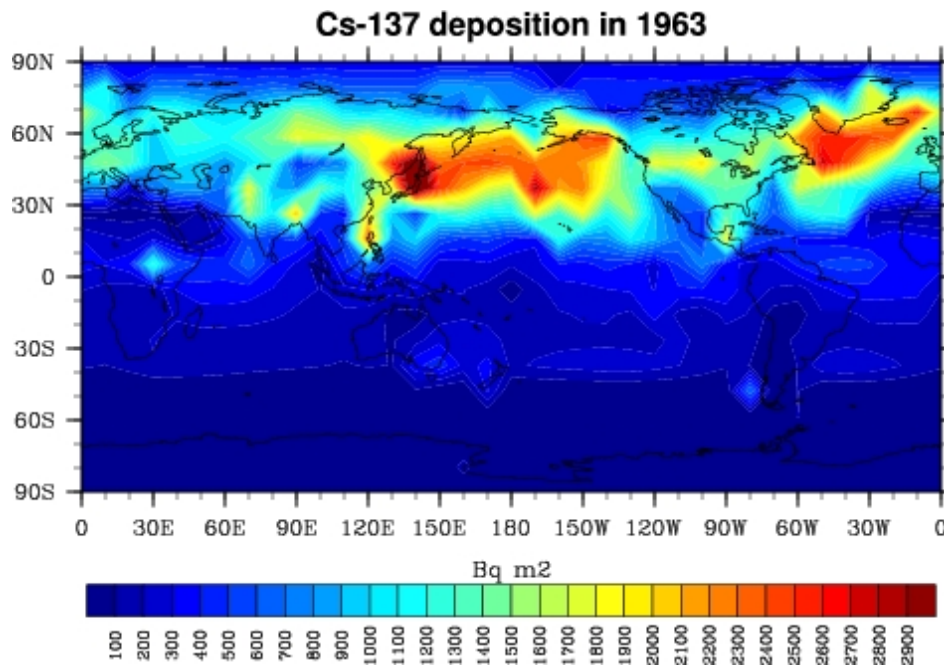 Cs-137 deposition in 1963
90N
60N
30N
0
30S
60S
90S
0 30E 60E 90E 120E 150E 180 150W 120W 90W 60W 30W 0
Bq m2
100 200 300 400 500 600 700 800 900 1000 1100 1200 1300 1400 1500 1600 1700 1800 1900 2000 2100 2200 2300 2400 2500 2600 2700 2800 2900